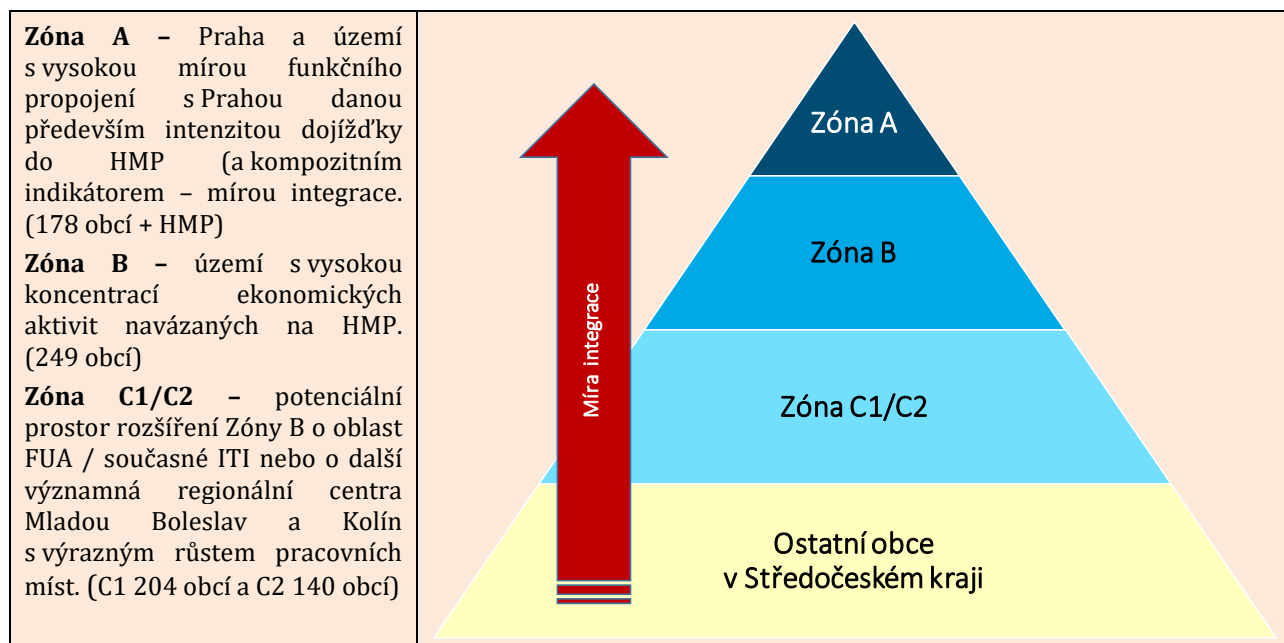 Zóna A – Praha a území
s vysokou mírou funkčního
propojení s Prahou danou
především intenzitou dojížďky
do HMP (a kompozitním
indikátorem – mírou integrace.
(178 obcí + HMP)
Zóna B – území s vysokou
koncentrací ekonomických
aktivit navázaných na HMP.
(249 obcí)
Zóna C1/C2 – potenciální
prostor rozšíření Zóny B o oblast
FUA / současné ITI nebo o další
významná regionální centra
Mladou Boleslav a Kolín
s výrazným růstem pracovních
míst. (C1 204 obcí a C2 140 obcí)
Míra integrace
Zóna A
Zóna B
Zóna C1/C2
Ostatní obce
v Středočeském kraji